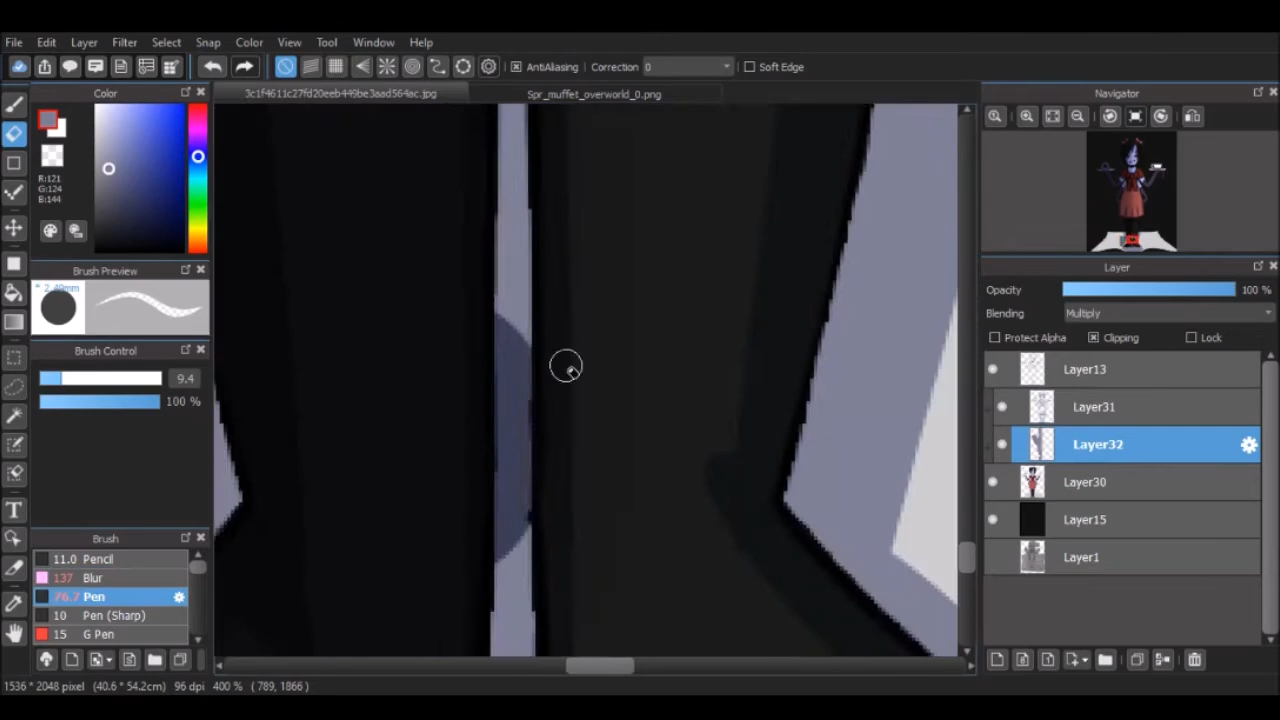 File Edit Layer Filter Select Snap Color View Tool Window Help
AntiAliasing Correction 0 Soft Edge
Color
3c1f4611c27fd20eeb449be3aad564ac.jpg Spr_muffet_overworld_0.png
Navigator
R:121
G:124
B:144
Brush Preview
* 2.49mm
Layer
Opacity 100 %
Blending Multiply
Protect Alpha Clipping Lock
Brush Control
9.4
100 %
Layer13
Layer31
Layer32
Layer30
Layer15
Layer1
Brush
11.0 Pencil
137 Blur
76.7 Pen
10 Pen (Sharp)
15 G Pen
1536 * 2048 pixel (40.6 * 54.2cm) 96 dpi 400 % ( 789, 1866 )